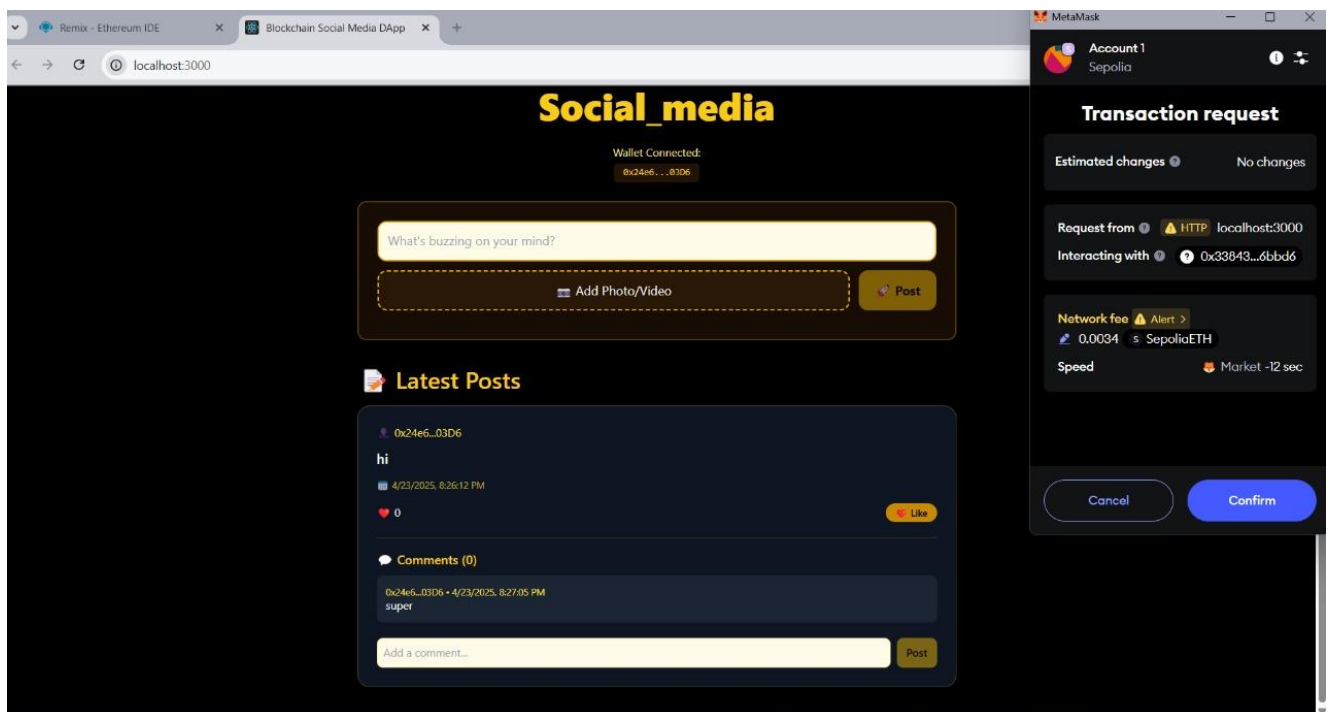 Remix - Ethereum IDE
Blockchain Social Media DApp
localhost:3000
Social_media
Wallet Connected:
0x24e6...03D6
What's buzzing on your mind?
Add Photo/Video
Post
Latest Posts
0x24e6...03D6
hi
4/23/2025, 8:26:12 PM
0
Like
Comments (0)
0x24e6...03D6 • 4/23/2025, 8:27:05 PM
super
Add a comment...
Post
MetaMask
Account 1
Sepolia
Transaction request
Estimated changes No changes
Request from HTTP localhost:3000
Interacting with 0x33843...6bbd6
Network fee Alert >
0.0034 S SepoliaETH
Speed Market ~12 sec
Cancel Confirm